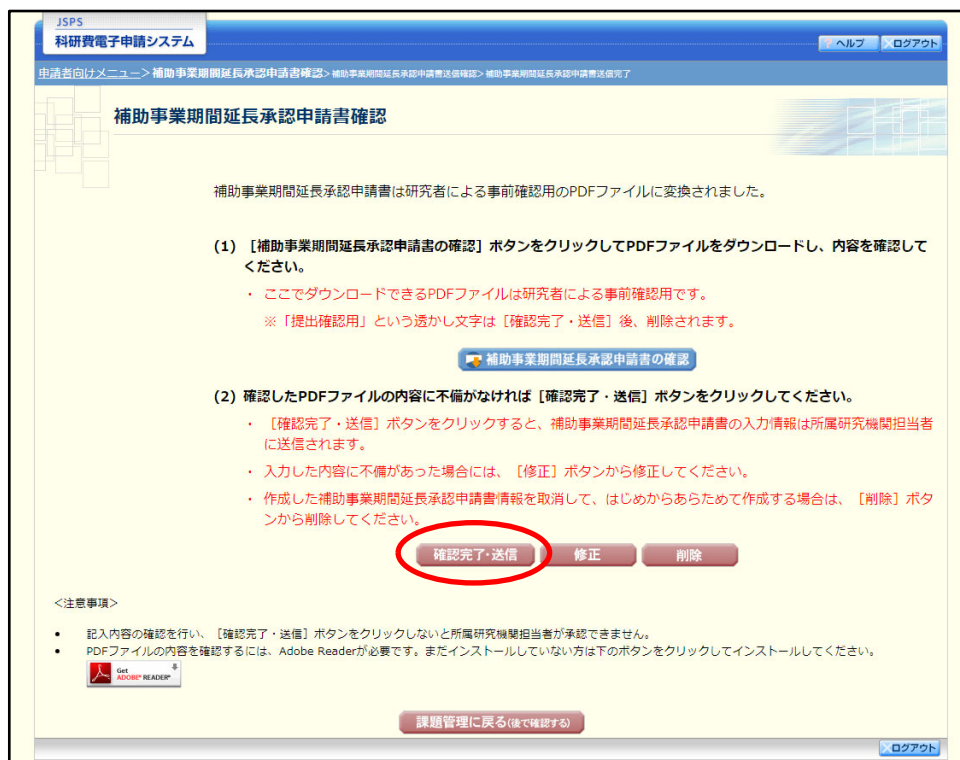 JSPS
科研費電子申請システム
? ヘルプ
ログアウト
申請者向けメニュー>補助事業期間延長承認申請書確認>補助事業期間延長承認申請書送信確認>補助事業期間延長承認申請書送信完了
補助事業期間延長承認申請書確認
補助事業期間延長承認申請書は研究者による事前確認用のPDFファイルに変換されました。
(1) [補助事業期間延長承認申請書の確認] ボタンをクリックしてPDFファイルをダウンロードし、内容を確認して
ください。
・ ここでダウンロードできるPDFファイルは研究者による事前確認用です。
※「提出確認用」という透かし文字は [確認完了・送信] 後、削除されます。
補助事業期間延長承認申請書の確認
(2) 確認したPDFファイルの内容に不備がなければ [確認完了・送信] ボタンをクリックしてください。
・ [確認完了・送信] ボタンをクリックすると、補助事業期間延長承認申請書の入力情報は所属研究機関担当者
に送信されます。
・ 入力した内容に不備があった場合には、[修正] ボタンから修正してください。
・ 作成した補助事業期間延長承認申請書情報を取消して、はじめからあらためて作成する場合は、[削除] ボタ
ンから削除してください。
確認完了・送信
修正
削除
<注意事項>
• 記入内容の確認を行い、[確認完了・送信] ボタンをクリックしないと所属研究機関担当者が承認できません。
• PDFファイルの内容を確認するには、Adobe Readerが必要です。まだインストールしていない方は下のボタンをクリックしてインストールしてください。
Get
ADOBE® READER®
課題管理に戻る(後で確認する)
ログアウト